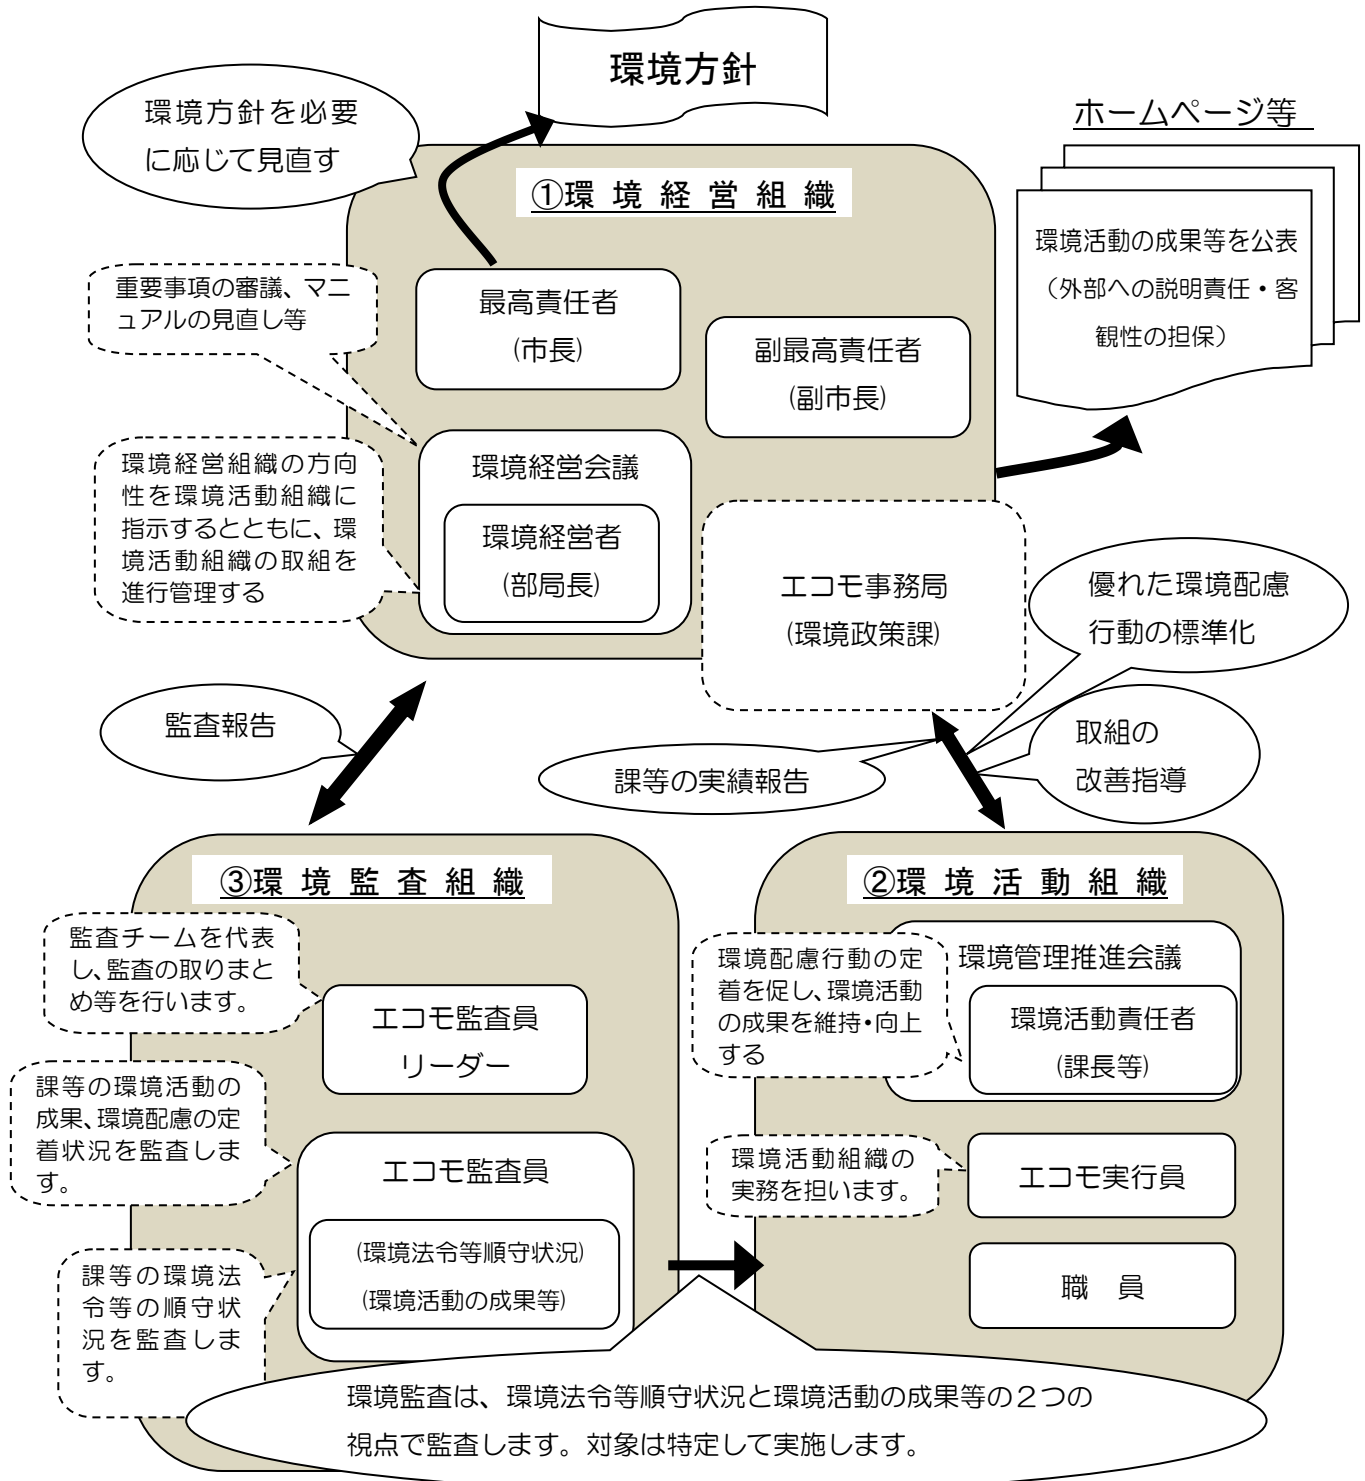 環境方針
環境方針を必要
に応じて見直す
ホームページ等
①環 境 経 営 組 織
環境活動の成果等を公表
（外部への説明責任・客
観性の担保）
重要事項の審議、マニ
ュアルの見直し等
最高責任者
(市長)
副最高責任者
(副市長)
環境経営組織の方向
性を環境活動組織に
指示するとともに、環
境活動組織の取組を
進行管理する
環境経営会議
環境経営者
(部局長)
エコモ事務局
(環境政策課)
優れた環境配慮
行動の標準化
監査報告
課等の実績報告
取組の
改善指導
③環 境 監 査 組 織
監査チームを代表
し、監査の取りまと
め等を行います。
エコモ監査員
リーダー
課等の環境活動の
成果、環境配慮の定
着状況を監査しま
す。
エコモ監査員
(環境法令等順守状況)
(環境活動の成果等)
課等の環境法
令等の順守状
況を監査しま
す。
②環 境 活 動 組 織
環境配慮行動の定
着を促し、環境活動
の成果を維持・向上
する
環境管理推進会議
環境活動責任者
(課長等)
環境活動組織の
実務を担います。
エコモ実行員
職　員
環境監査は、環境法令等順守状況と環境活動の成果等の２つの
視点で監査します。対象は特定して実施します。